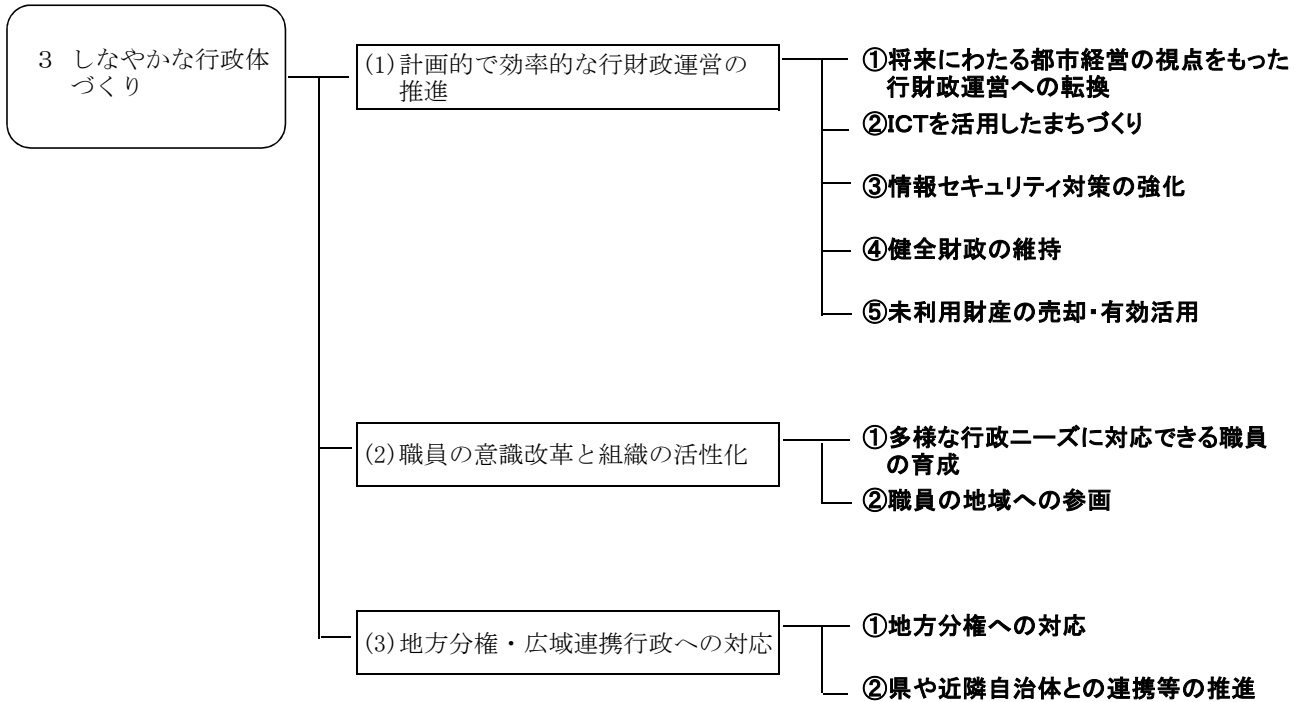 ３ しなやかな行政体
づくり
(1)計画的で効率的な行財政運営の
推進
①将来にわたる都市経営の視点をもった
行財政運営への転換
②ICTを活用したまちづくり
③情報セキュリティ対策の強化
④健全財政の維持
⑤未利用財産の売却・有効活用
(2)職員の意識改革と組織の活性化
①多様な行政ニーズに対応できる職員
の育成
②職員の地域への参画
(3)地方分権・広域連携行政への対応
①地方分権への対応
②県や近隣自治体との連携等の推進